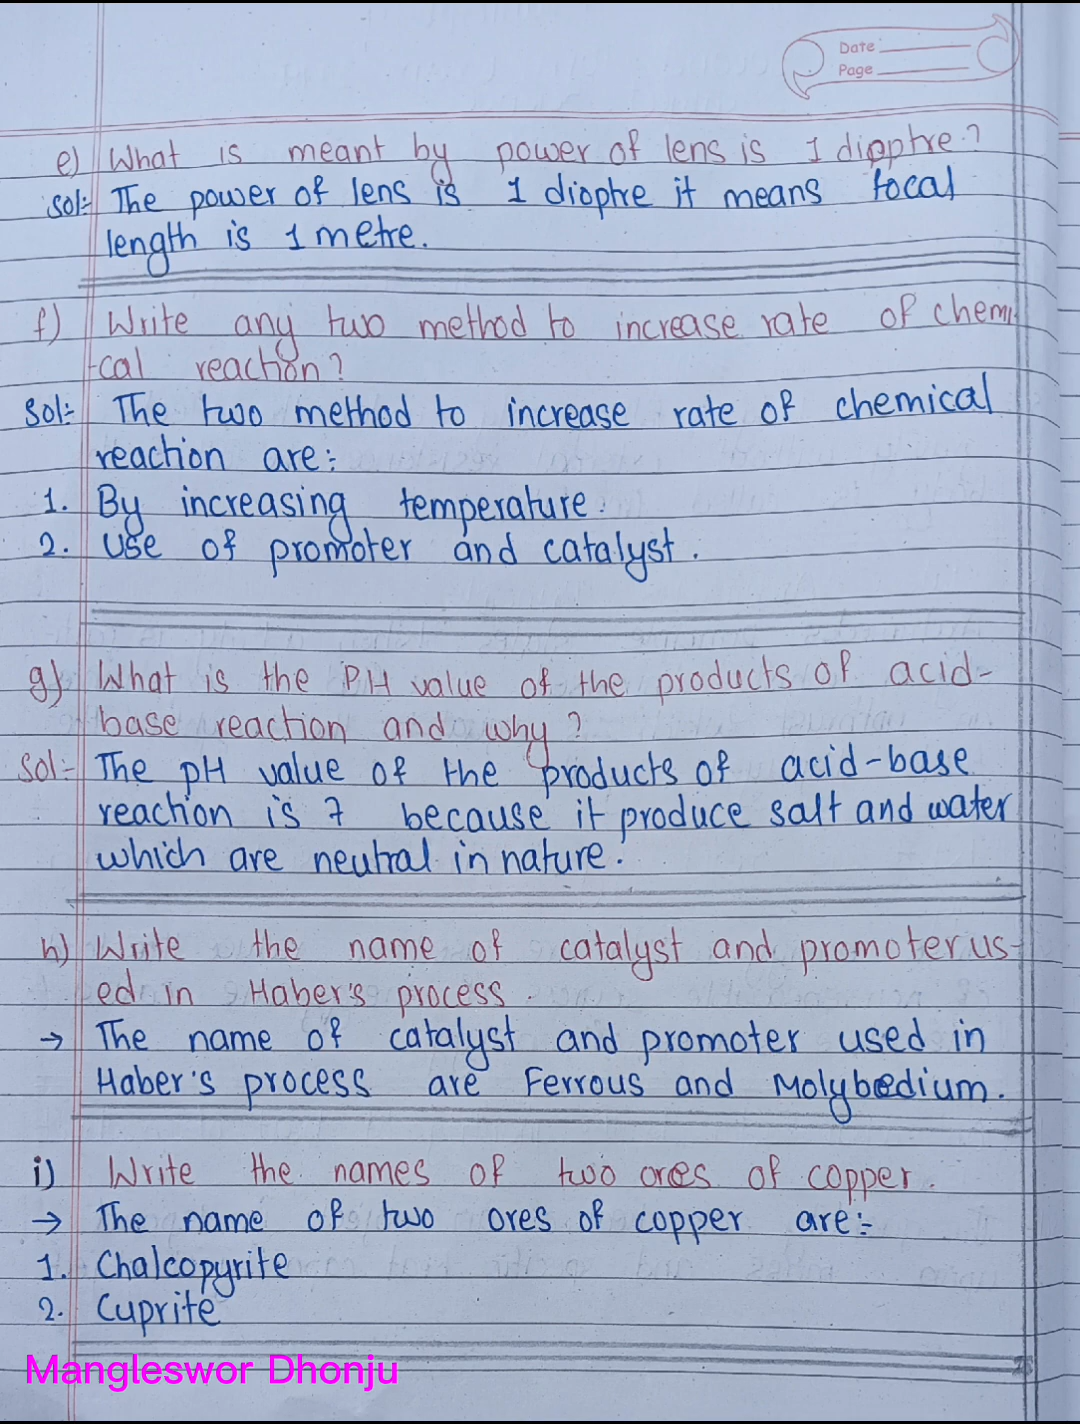 Date
Page
e) What is meant by power of lens is 1 dioptre?
Sol:- The power of lens is 1 dioptre it means focal
length is 1 metre.
f) Write any two method to increase rate of chemi
-cal reaction?
Sol:- The two method to increase rate of chemical
reaction are:
1. By increasing temperature.
2. Use of promoter and catalyst.
g) What is the PH value of the products of acid-
base reaction and why?
Sol:- The pH value of the products of acid-base
reaction is 7 because it produce salt and water
which are neutral in nature.
h) Write the name of catalyst and promoter us-
ed in Haber's process.
→ The name of catalyst and promoter used in
Haber's process are Ferrous and Molybedium.
i) Write the names of two ores of copper.
→ The name of two ores of copper are:-
1. Chalcopyrite
2. Cuprite
Mangleswor Dhonju